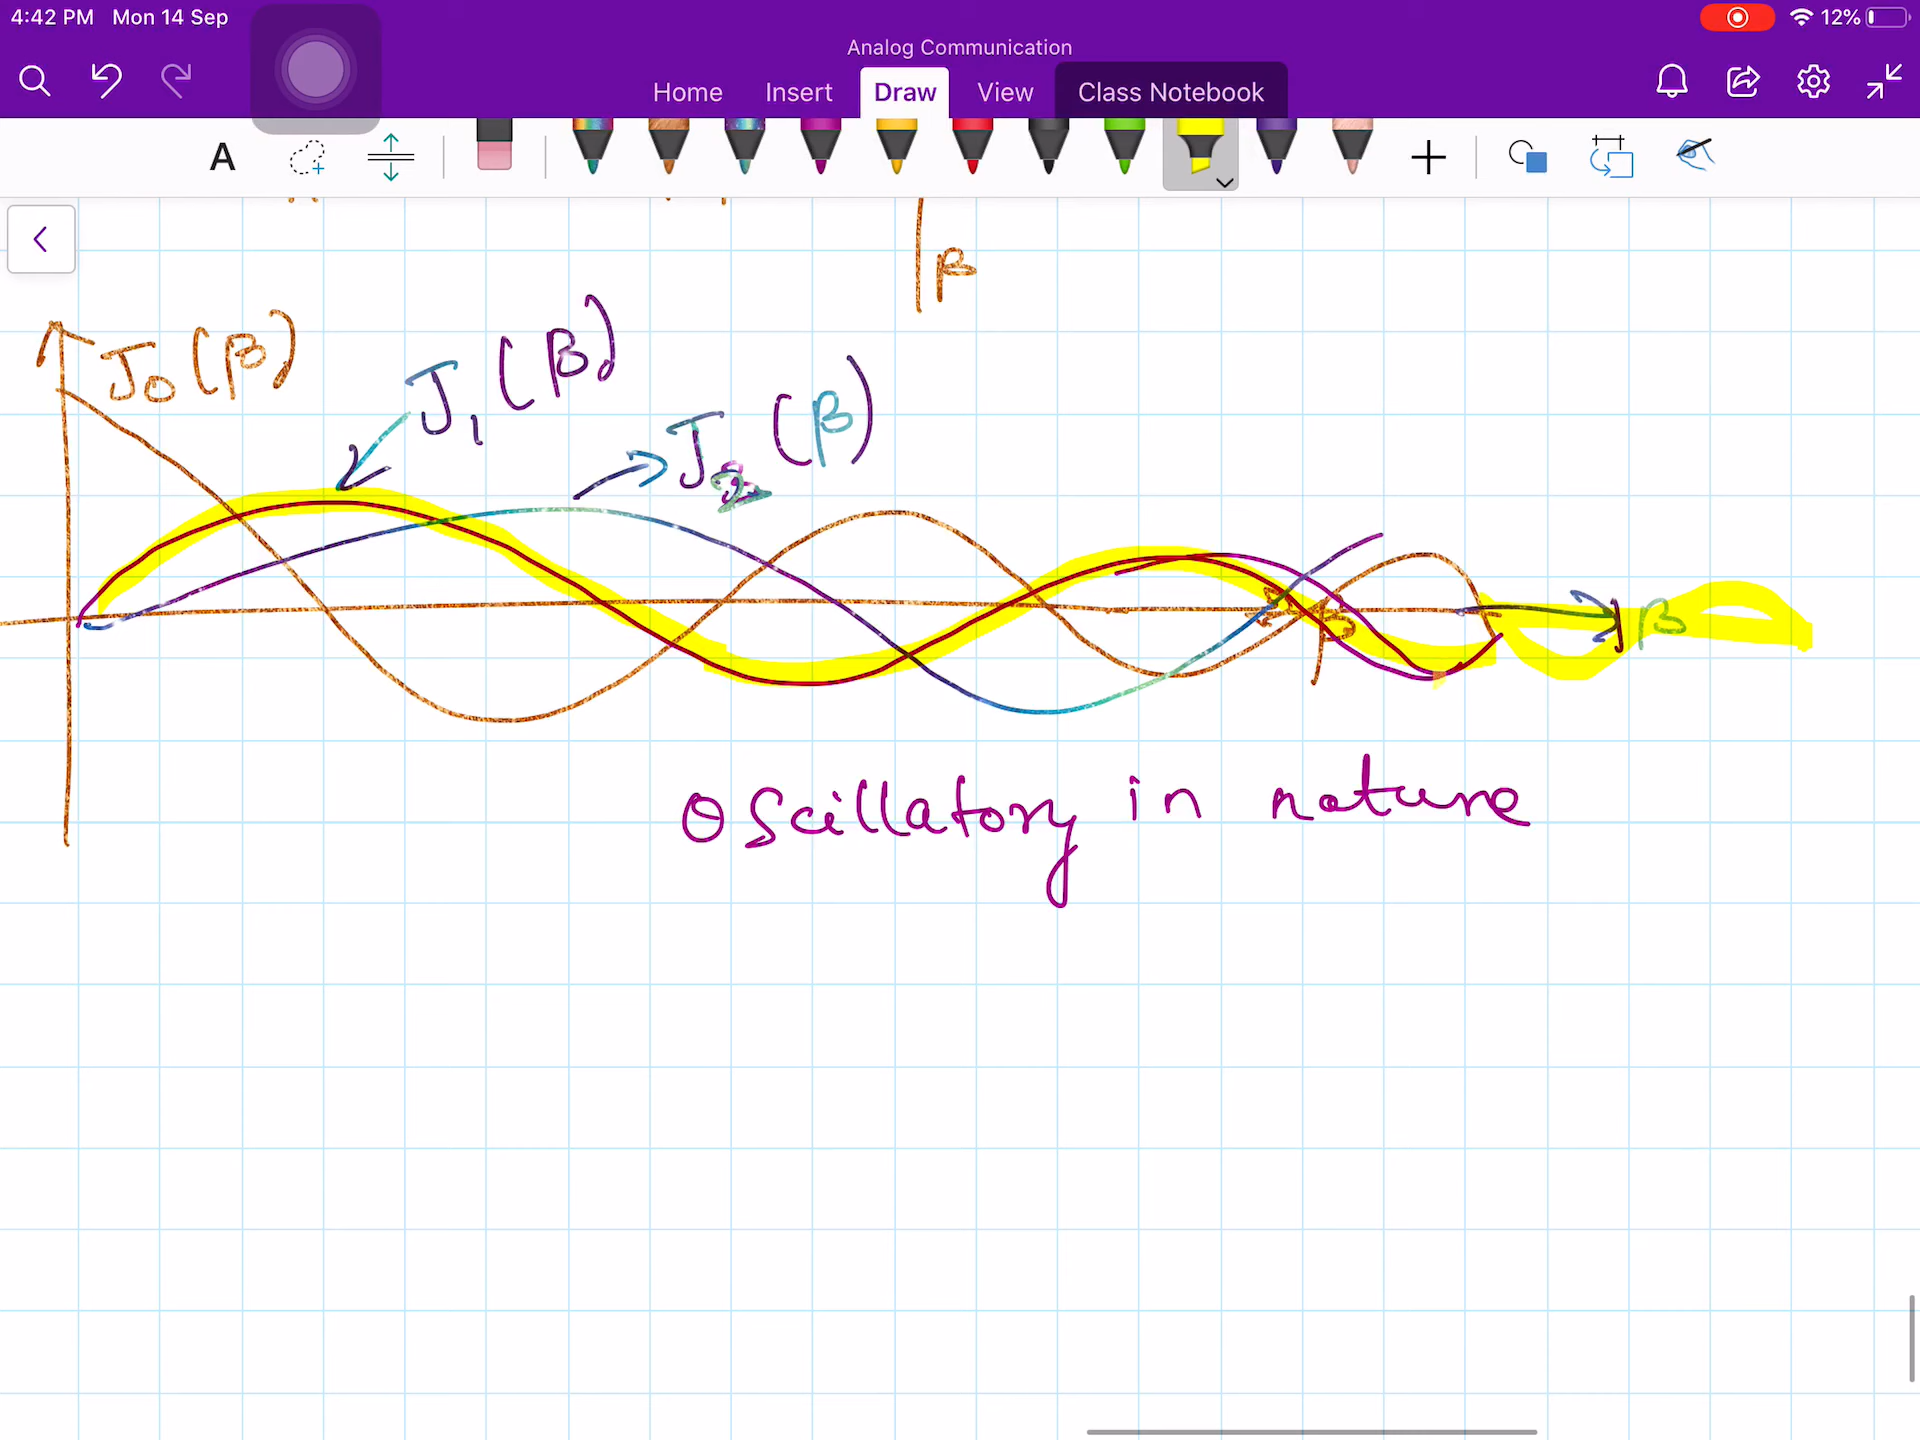 4:42 PM Mon 14 Sep
12%
Analog Communication
Home Insert Draw View Class Notebook
A
β
J₀(β)
J₁(β)
J₂(β)
β
β
Oscillatory in nature